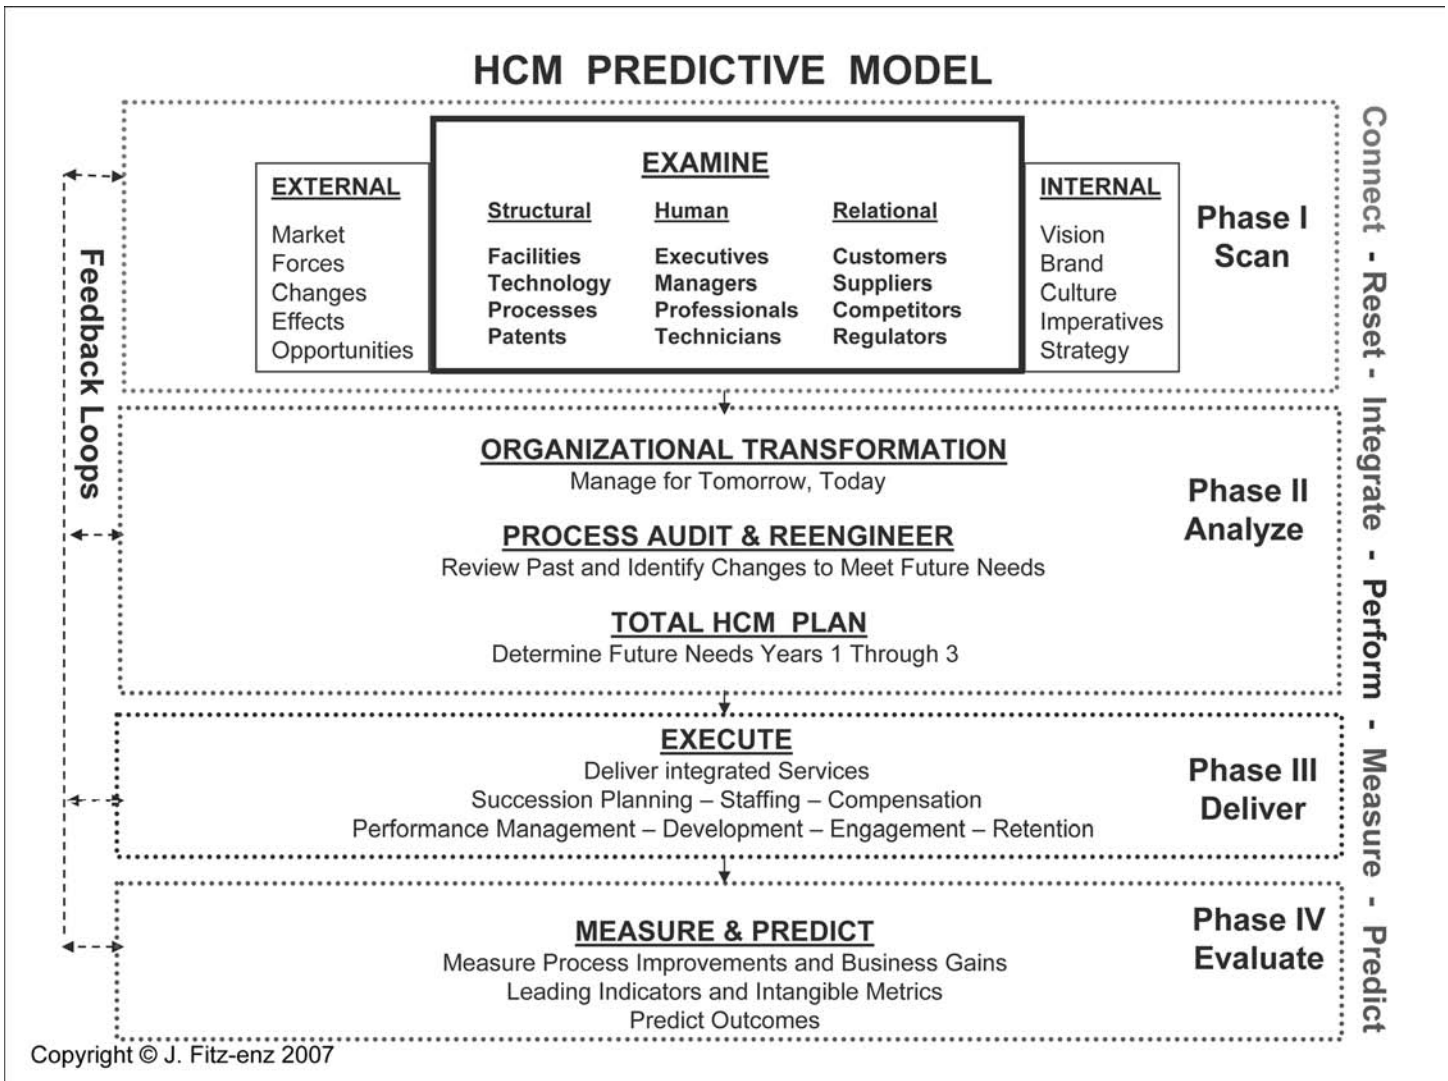 HCM PREDICTIVE MODEL
EXTERNAL
Market
Forces
Changes
Effects
Opportunities
EXAMINE
Structural
Facilities
Technology
Processes
Patents
Human
Executives
Managers
Professionals
Technicians
Relational
Customers
Suppliers
Competitors
Regulators
INTERNAL
Vision
Brand
Culture
Imperatives
Strategy
Phase I
Scan
ORGANIZATIONAL TRANSFORMATION
Manage for Tomorrow, Today
PROCESS AUDIT & REENGINEER
Review Past and Identify Changes to Meet Future Needs
TOTAL HCM PLAN
Determine Future Needs Years 1 Through 3
Phase II
Analyze
EXECUTE
Deliver integrated Services
Succession Planning – Staffing – Compensation
Performance Management – Development – Engagement – Retention
Phase III
Deliver
MEASURE & PREDICT
Measure Process Improvements and Business Gains
Leading Indicators and Intangible Metrics
Predict Outcomes
Phase IV
Evaluate
Feedback Loops
Connect - Reset - Integrate - Perform - Measure - Predict
Copyright © J. Fitz-enz 2007